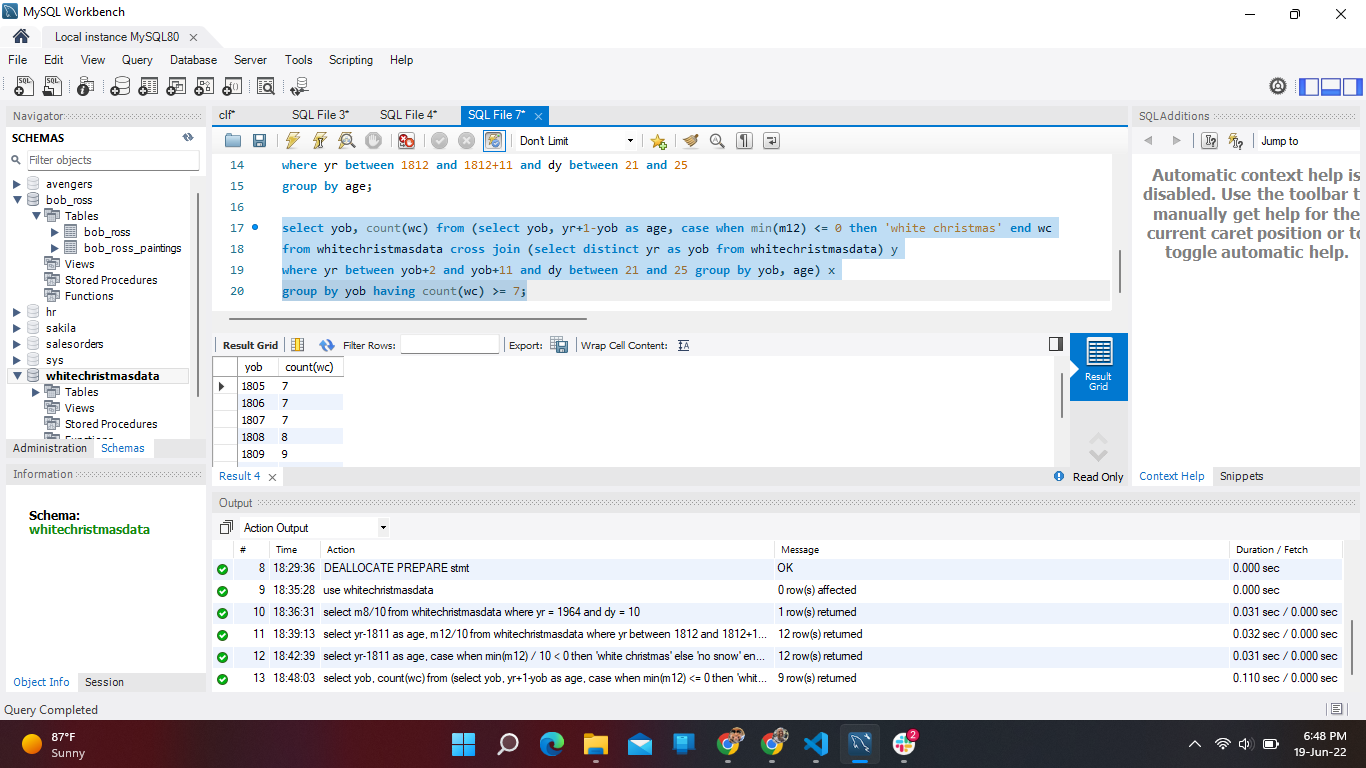 MySQL Workbench
Local instance MySQL80
File Edit View Query Database Server Tools Scripting Help
Navigator
SCHEMAS
Filter objects
avengers
bob_ross
Tables
bob_ross
bob_ross_paintings
Views
Stored Procedures
Functions
hr
sakila
salesorders
sys
whitechristmasdata
Tables
Views
Stored Procedures
Functions
Administration Schemas
Information
Schema:
whitechristmasdata
Object Info Session
clf* SQL File 3* SQL File 4* SQL File 7*
Don't Limit
14 where yr between 1812 and 1812+11 and dy between 21 and 25
15 group by age;
16
17 select yob, count(wc) from (select yob, yr+1-yob as age, case when min(m12) <= 0 then 'white christmas' end wc
18 from whitechristmasdata cross join (select distinct yr as yob from whitechristmasdata) y
19 where yr between yob+2 and yob+11 and dy between 21 and 25 group by yob, age) x
20 group by yob having count(wc) >= 7;
Result Grid Filter Rows: Export: Wrap Cell Content:
yob count(wc)
1805 7
1806 7
1807 7
1808 8
1809 9
Result Grid
Result 4
Read Only
SQLAdditions
Jump to
Automatic context help is
disabled. Use the toolbar t
manually get help for the
current caret position or to
toggle automatic help.
Context Help Snippets
Output
Action Output
# Time Action Message Duration / Fetch
8 18:29:36 DEALLOCATE PREPARE stmt OK 0.000 sec
9 18:35:28 use whitechristmasdata 0 row(s) affected 0.000 sec
10 18:36:31 select m8/10 from whitechristmasdata where yr = 1964 and dy = 10 1 row(s) returned 0.031 sec / 0.000 sec
11 18:39:13 select yr-1811 as age, m12/10 from whitechristmasdata where yr between 1812 and 1812+1... 12 row(s) returned 0.032 sec / 0.000 sec
12 18:42:39 select yr-1811 as age, case when min(m12) / 10 < 0 then 'white christmas' else 'no snow' en... 12 row(s) returned 0.031 sec / 0.000 sec
13 18:48:03 select yob, count(wc) from (select yob, yr+1-yob as age, case when min(m12) <= 0 then 'whit... 9 row(s) returned 0.110 sec / 0.000 sec
Query Completed
87°F
Sunny
2
6:48 PM
19-Jun-22